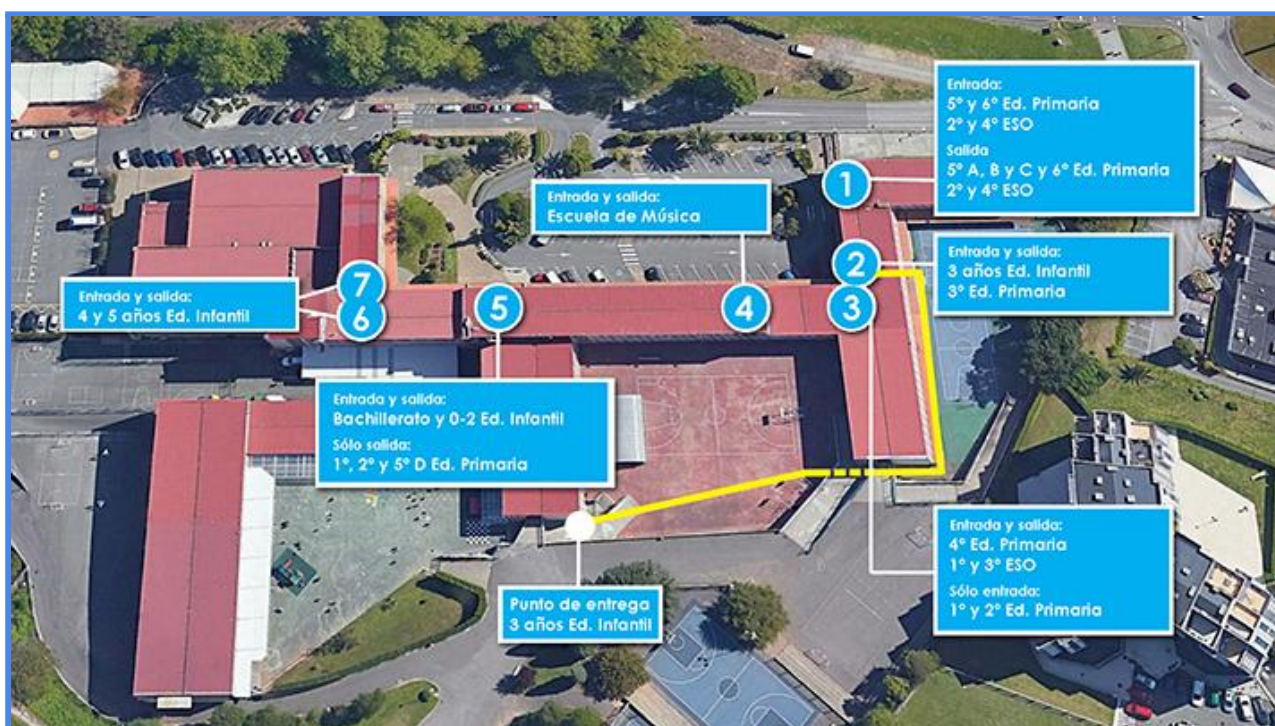 Entrada:
5º y 6º Ed. Primaria
2º y 4º ESO
Salida
5º A, B y C y 6º Ed. Primaria
2º y 4º ESO
1
Entrada y salida:
Escuela de Música
2
Entrada y salida:
3 años Ed. Infantil
3º Ed. Primaria
7
6
Entrada y salida:
4 y 5 años Ed. Infantil
5
4
3
Entrada y salida:
Bachillerato y 0-2 Ed. Infantil
Sólo salida:
1º, 2º y 5º D Ed. Primaria
Entrada y salida:
4º Ed. Primaria
1º y 3º ESO
Sólo entrada:
1º y 2º Ed. Primaria
Punto de entrega
3 años Ed. Infantil